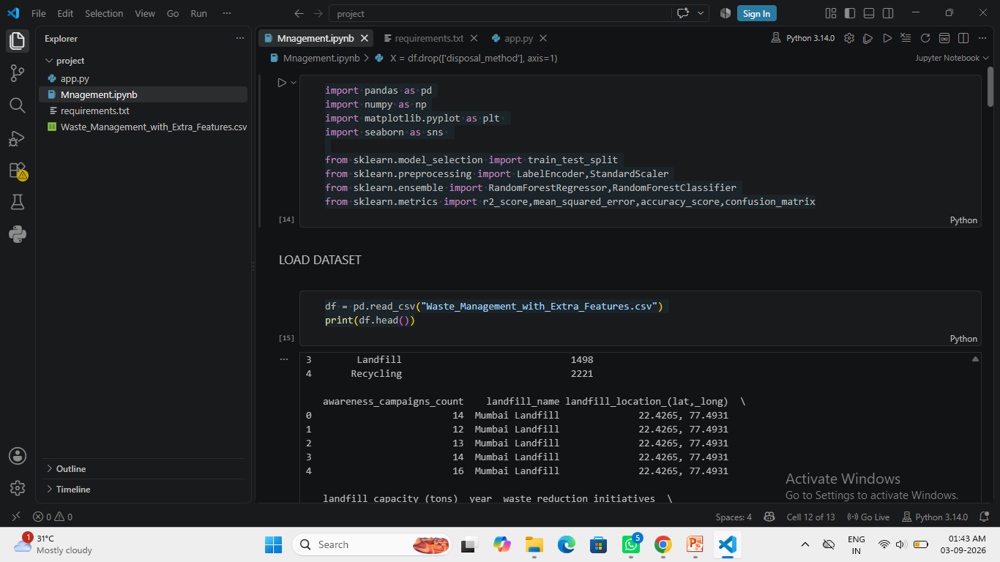 File Edit Selection View Go Run ··· project Sign In
Explorer ···
project
app.py
Mnagement.ipynb
requirements.txt
Waste_Management_with_Extra_Features.csv
Outline
Timeline
Mnagement.ipynb requirements.txt app.py Python 3.14.0 ···
Mnagement.ipynb > X = df.drop(['disposal_method'], axis=1) Jupyter Notebook
import pandas as pd
import numpy as np
import matplotlib.pyplot as plt
import seaborn as sns
from sklearn.model_selection import train_test_split
from sklearn.preprocessing import LabelEncoder,StandardScaler
from sklearn.ensemble import RandomForestRegressor,RandomForestClassifier
from sklearn.metrics import r2_score,mean_squared_error,accuracy_score,confusion_matrix
[14] Python
LOAD DATASET
df = pd.read_csv("Waste_Management_with_Extra_Features.csv")
print(df.head())
[15] Python
··· 3 Landfill 1498
4 Recycling 2221
awareness_campaigns_count landfill_name landfill_location_(lat,_long) \
0 14 Mumbai Landfill 22.4265, 77.4931
1 12 Mumbai Landfill 22.4265, 77.4931
2 13 Mumbai Landfill 22.4265, 77.4931
3 14 Mumbai Landfill 22.4265, 77.4931
4 16 Mumbai Landfill 22.4265, 77.4931
landfill_capacity_(tons) year waste_reduction_initiatives \
Activate Windows
Go to Settings to activate Windows.
0 0 Spaces: 4 Cell 12 of 13 Go Live Python 3.14.0
1 31°C
Mostly cloudy
Search
5
ENG
IN
01:43 AM
03-09-2026